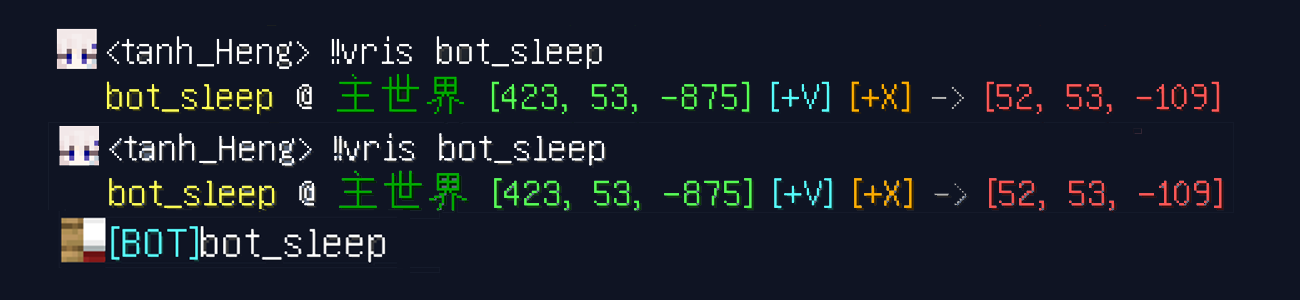 <tanh_Heng> !!vris bot_sleep
bot_sleep @ 主世界 [423, 53, -875] [+V] [+X] -> [52, 53, -109]
<tanh_Heng> !!vris bot_sleep
bot_sleep @ 主世界 [423, 53, -875] [+V] [+X] -> [52, 53, -109]
[BOT]bot_sleep